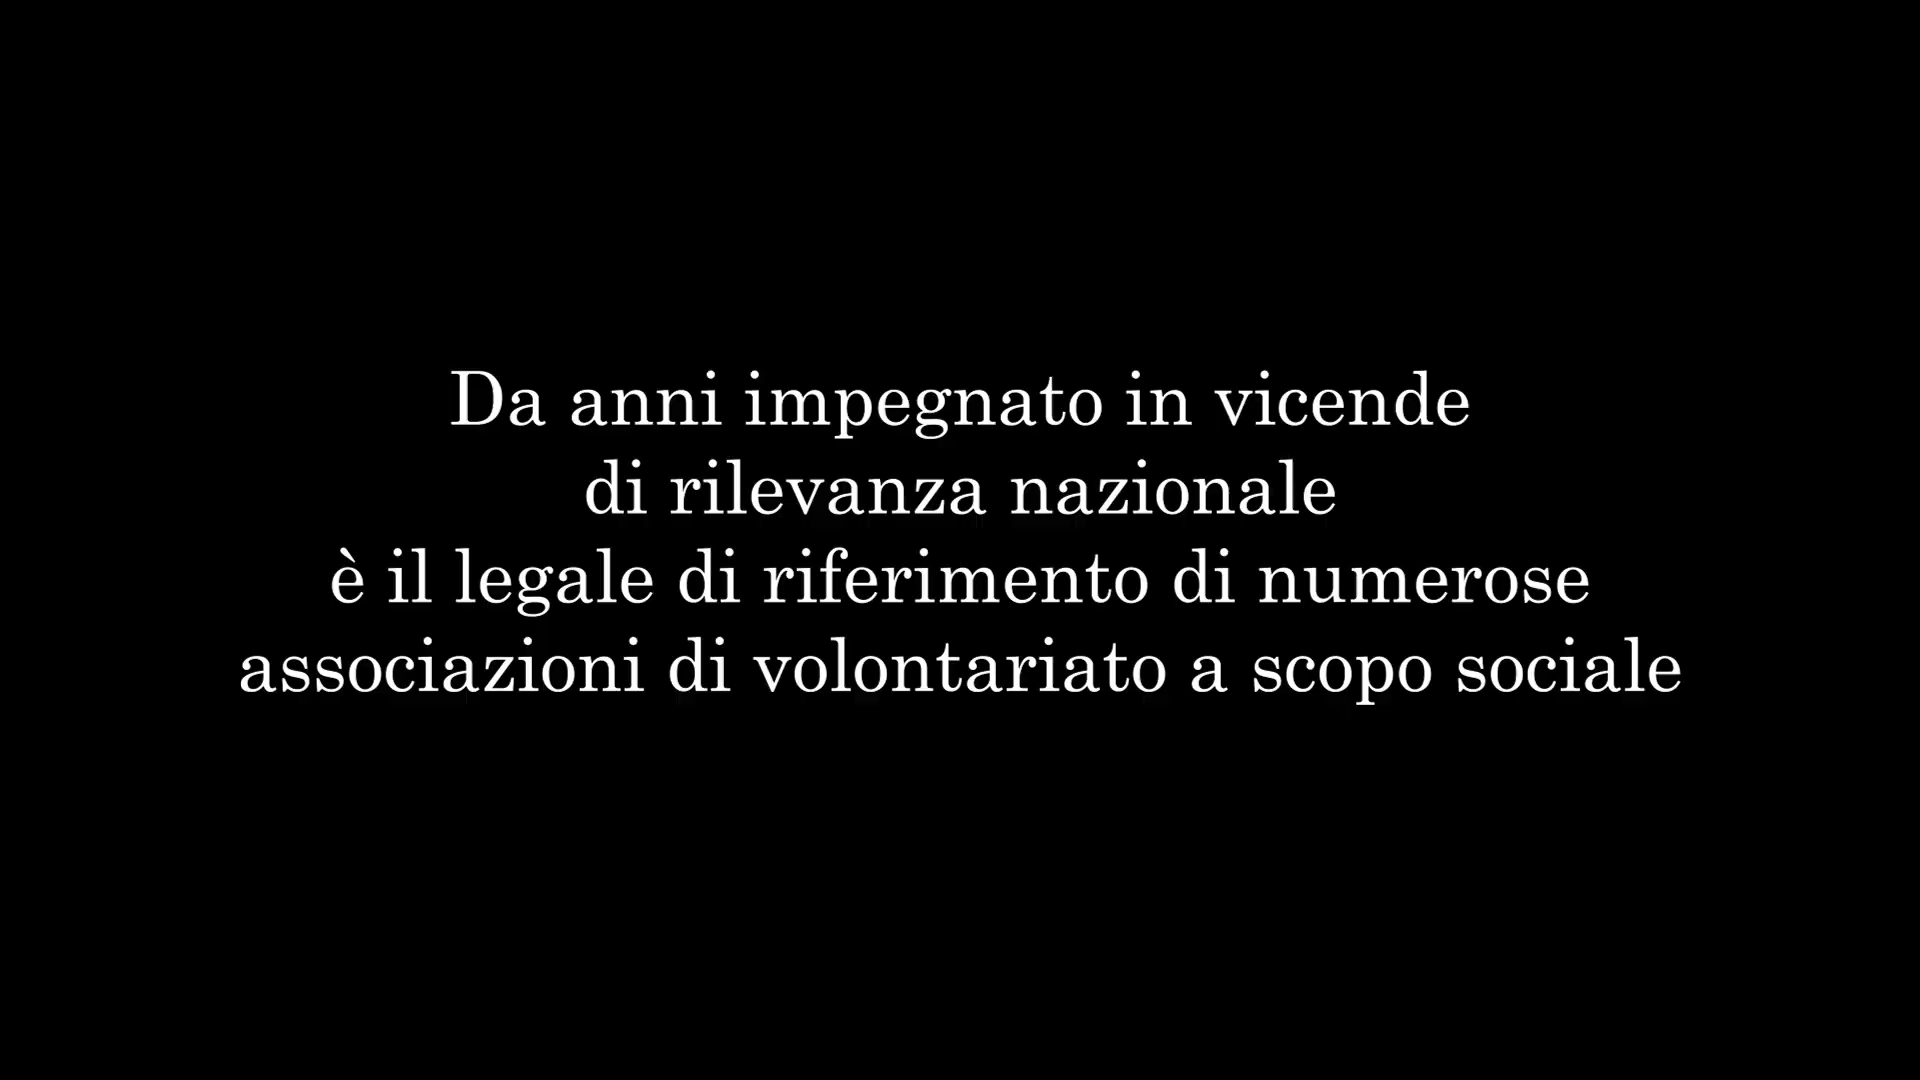 Da anni impegnato in vicende
di rilevanza nazionale
è il legale di riferimento di numerose
associazioni di volontariato a scopo sociale